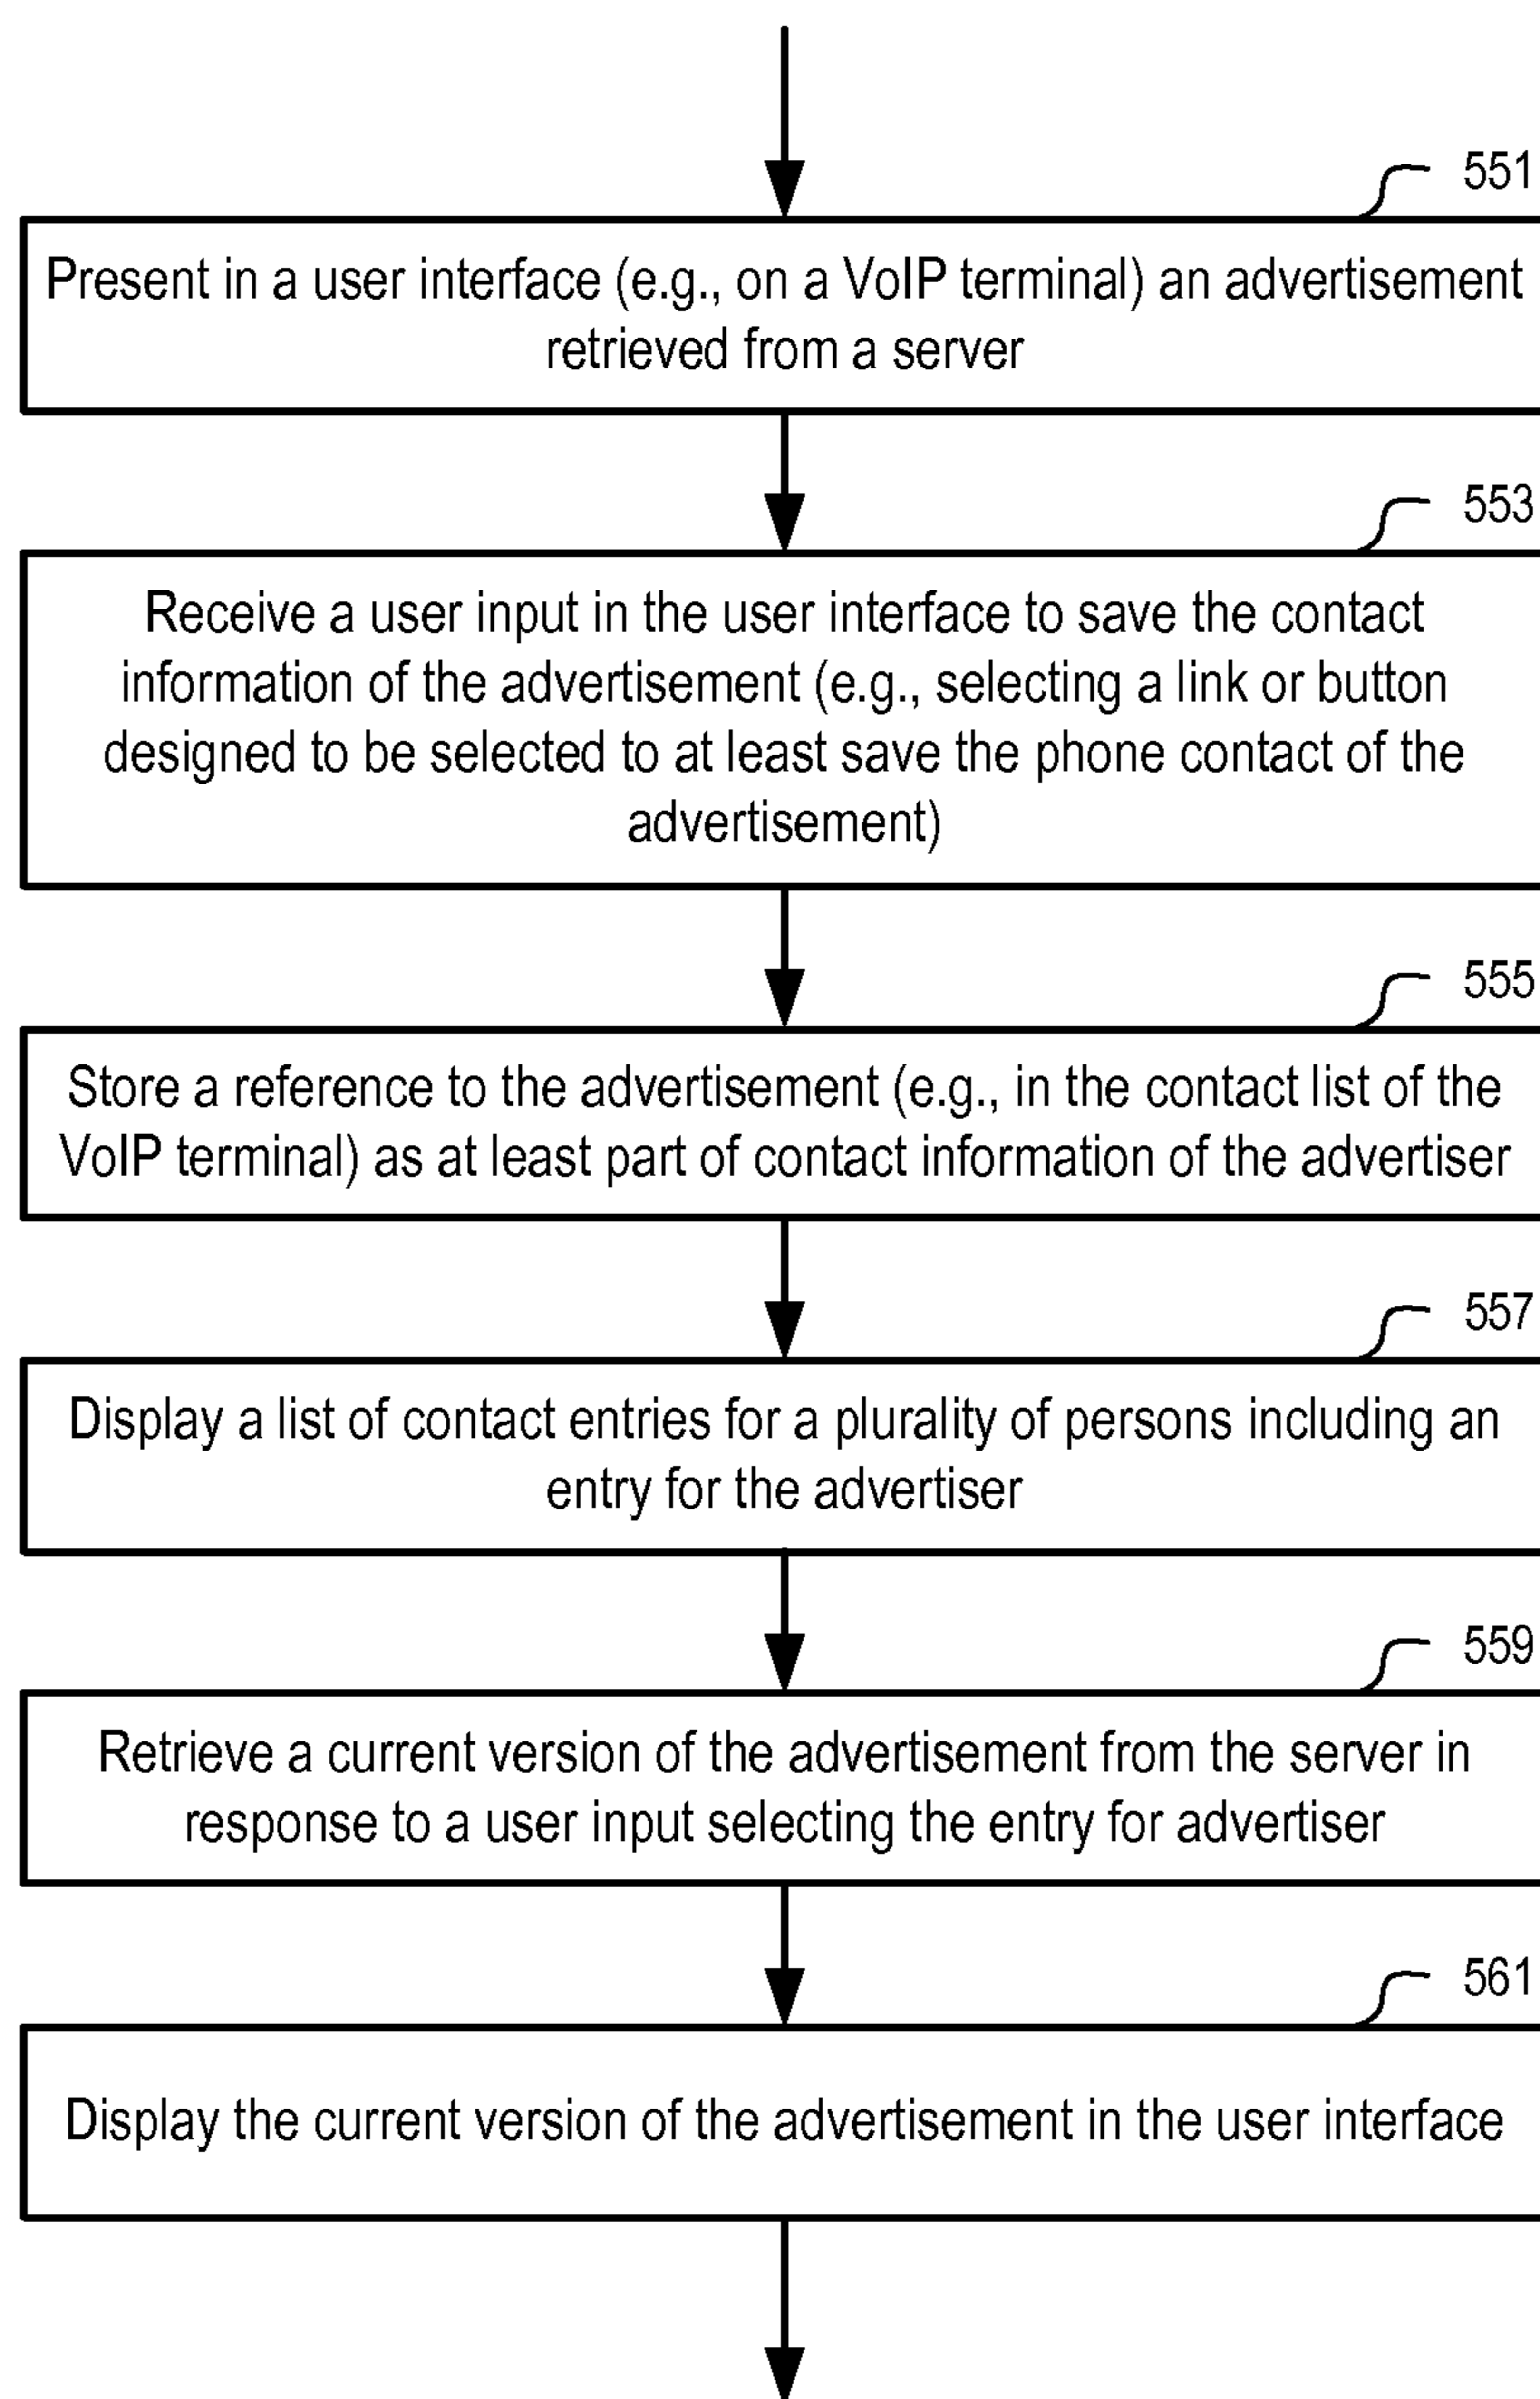 551
Present in a user interface (e.g., on a VoIP terminal) an advertisement
retrieved from a server
553
Receive a user input in the user interface to save the contact
information of the advertisement (e.g., selecting a link or button
designed to be selected to at least save the phone contact of the
advertisement)
555
Store a reference to the advertisement (e.g., in the contact list of the
VoIP terminal) as at least part of contact information of the advertiser
557
Display a list of contact entries for a plurality of persons including an
entry for the advertiser
559
Retrieve a current version of the advertisement from the server in
response to a user input selecting the entry for advertiser
561
Display the current version of the advertisement in the user interface